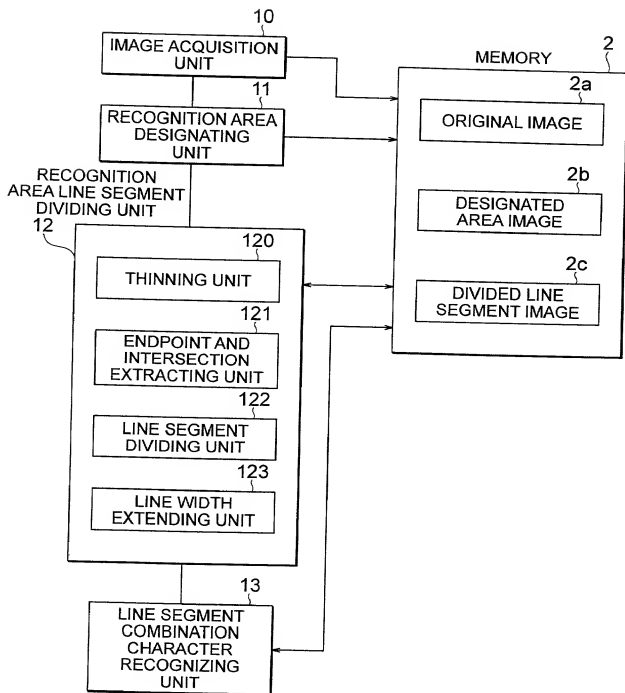 10
IMAGE ACQUISITION
UNIT
11
RECOGNITION AREA
DESIGNATING
UNIT
RECOGNITION
AREA LINE SEGMENT
DIVIDING UNIT
12
120
THINNING UNIT
121
ENDPOINT AND
INTERSECTION
EXTRACTING UNIT
122
LINE SEGMENT
DIVIDING UNIT
123
LINE WIDTH
EXTENDING UNIT
13
LINE SEGMENT
COMBINATION
CHARACTER
RECOGNIZING
UNIT
MEMORY
2
2a
ORIGINAL IMAGE
2b
DESIGNATED
AREA IMAGE
2c
DIVIDED LINE
SEGMENT IMAGE